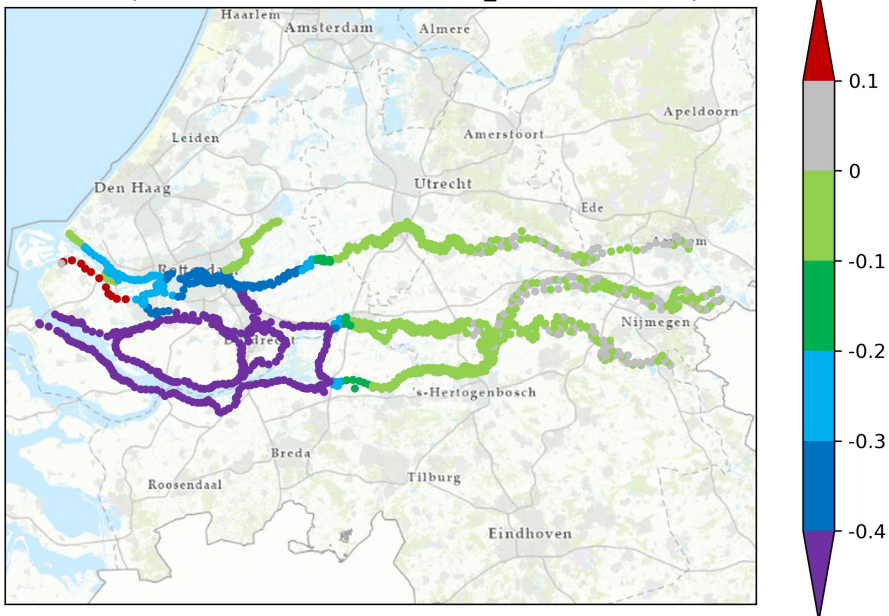 Haarlem
Amsterdam
Almere
Apeldoorn
Leiden
Amersfoort
Den Haag
Utrecht
Ede
Nijmegen
's-Hertogenbosch
Breda
Tilburg
Roosendaal
Eindhoven
0.1
0
-0.1
-0.2
-0.3
-0.4